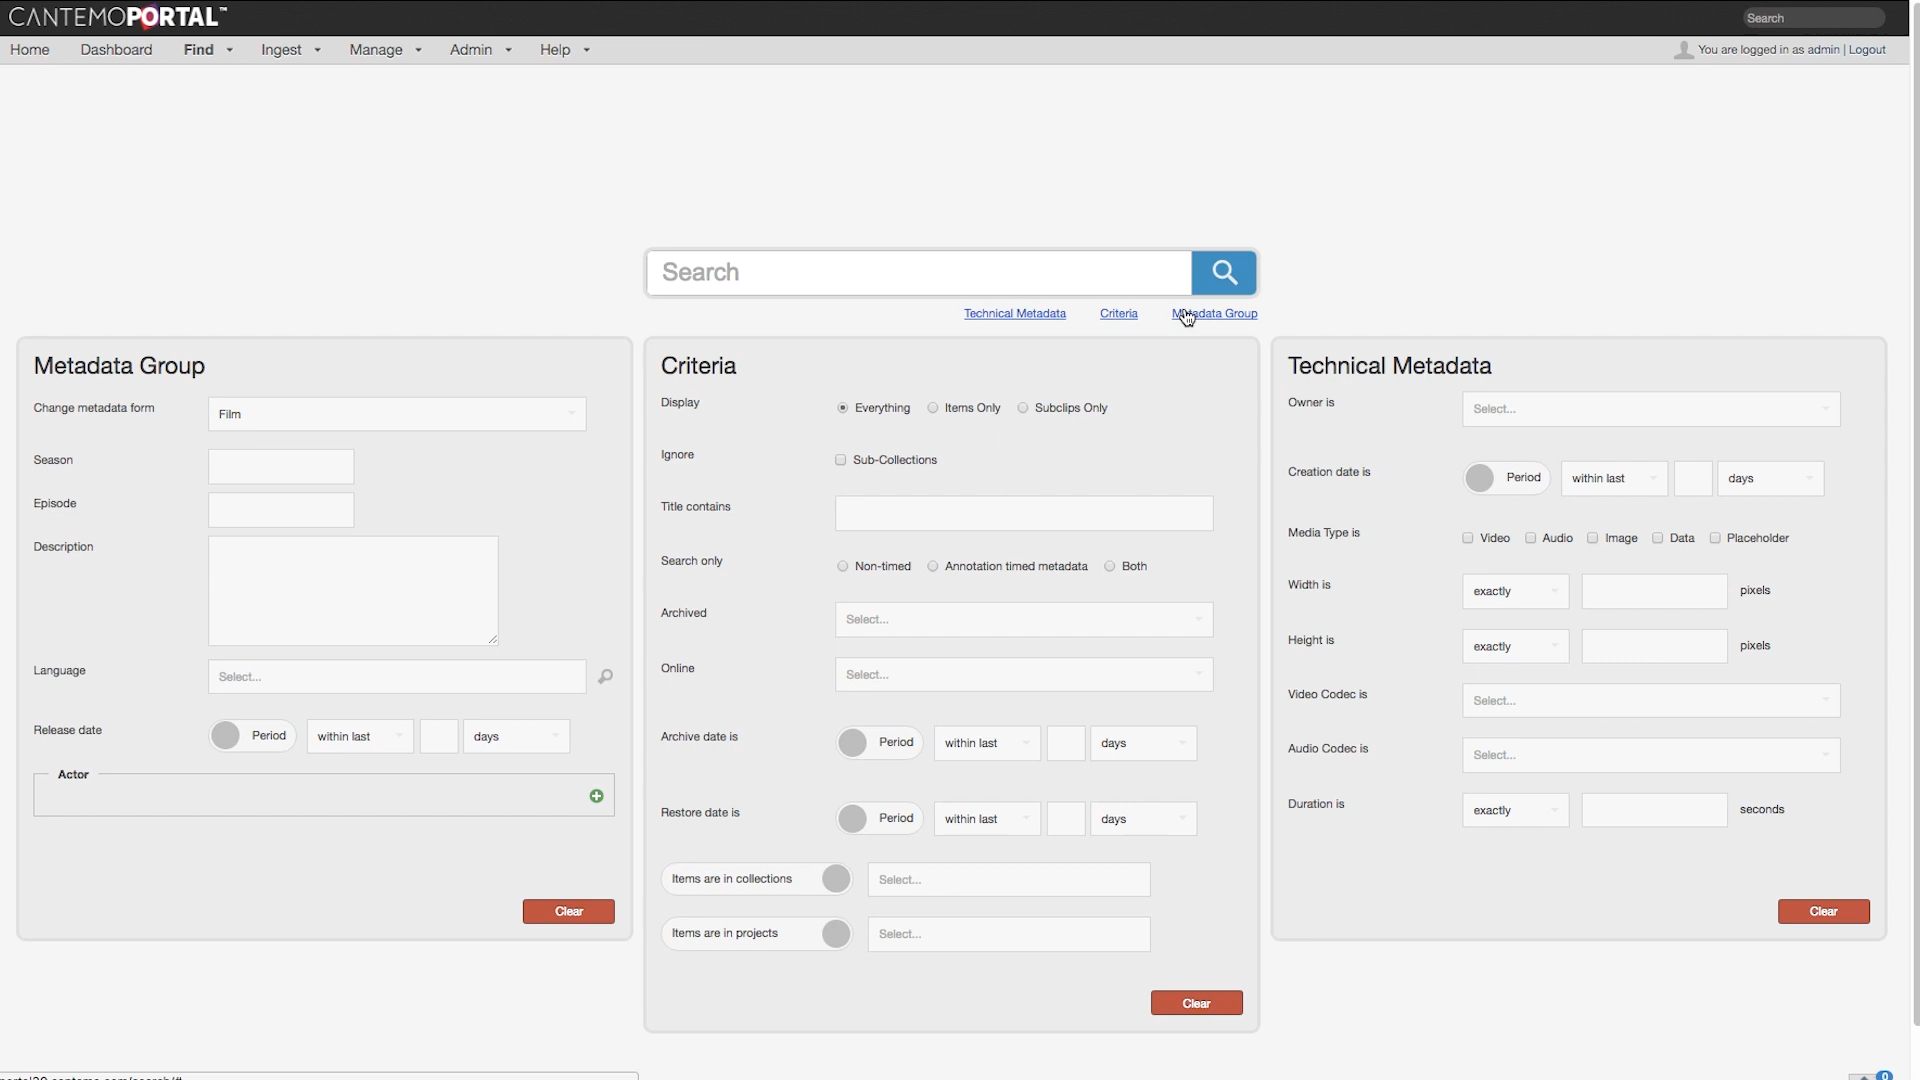 CANTEMOPORTAL™
Search
Home Dashboard Find Ingest Manage Admin Help
You are logged in as admin | Logout
Search
Technical Metadata Criteria Metadata Group
Metadata Group
Change metadata form Film
Season
Episode
Description
Language Select...
Release date Period within last days
Actor
Clear
Criteria
Display Everything Items Only Subclips Only
Ignore Sub-Collections
Title contains
Search only Non-timed Annotation timed metadata Both
Archived Select...
Online Select...
Archive date is Period within last days
Restore date is Period within last days
Items are in collections Select...
Items are in projects Select...
Clear
Technical Metadata
Owner is Select...
Creation date is Period within last days
Media Type is Video Audio Image Data Placeholder
Width is exactly pixels
Height is exactly pixels
Video Codec is Select...
Audio Codec is Select...
Duration is exactly seconds
Clear